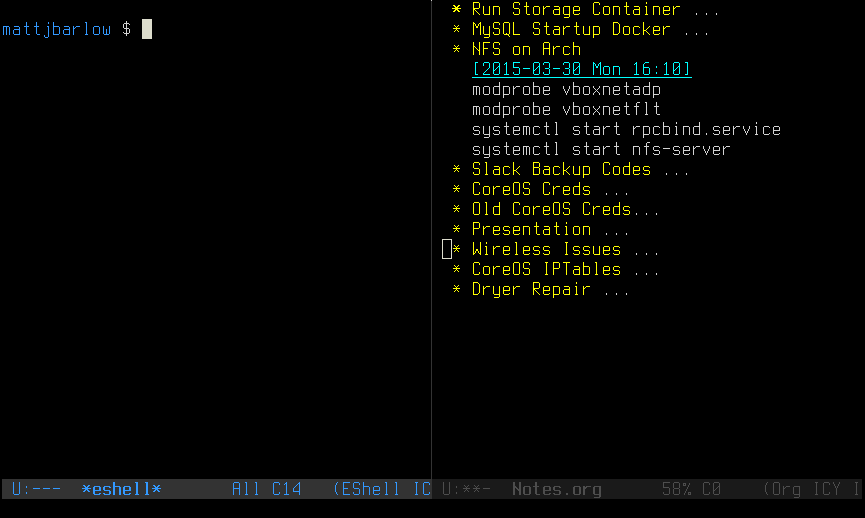 mattjbarlow $
* Run Storage Container ...
* MySQL Startup Docker ...
* NFS on Arch
[2015-03-30 Mon 16:10]
modprobe vboxnetadp
modprobe vboxnetflt
systemctl start rpcbind.service
systemctl start nfs-server
* Slack Backup Codes ...
* CoreOS Creds ...
* Old CoreOS Creds...
* Presentation ...
* Wireless Issues ...
* CoreOS IPTables ...
* Dryer Repair ...
U:--- *eshell* All C14 (EShell IC
U:**- Notes.org 58% C0 (Org ICY I